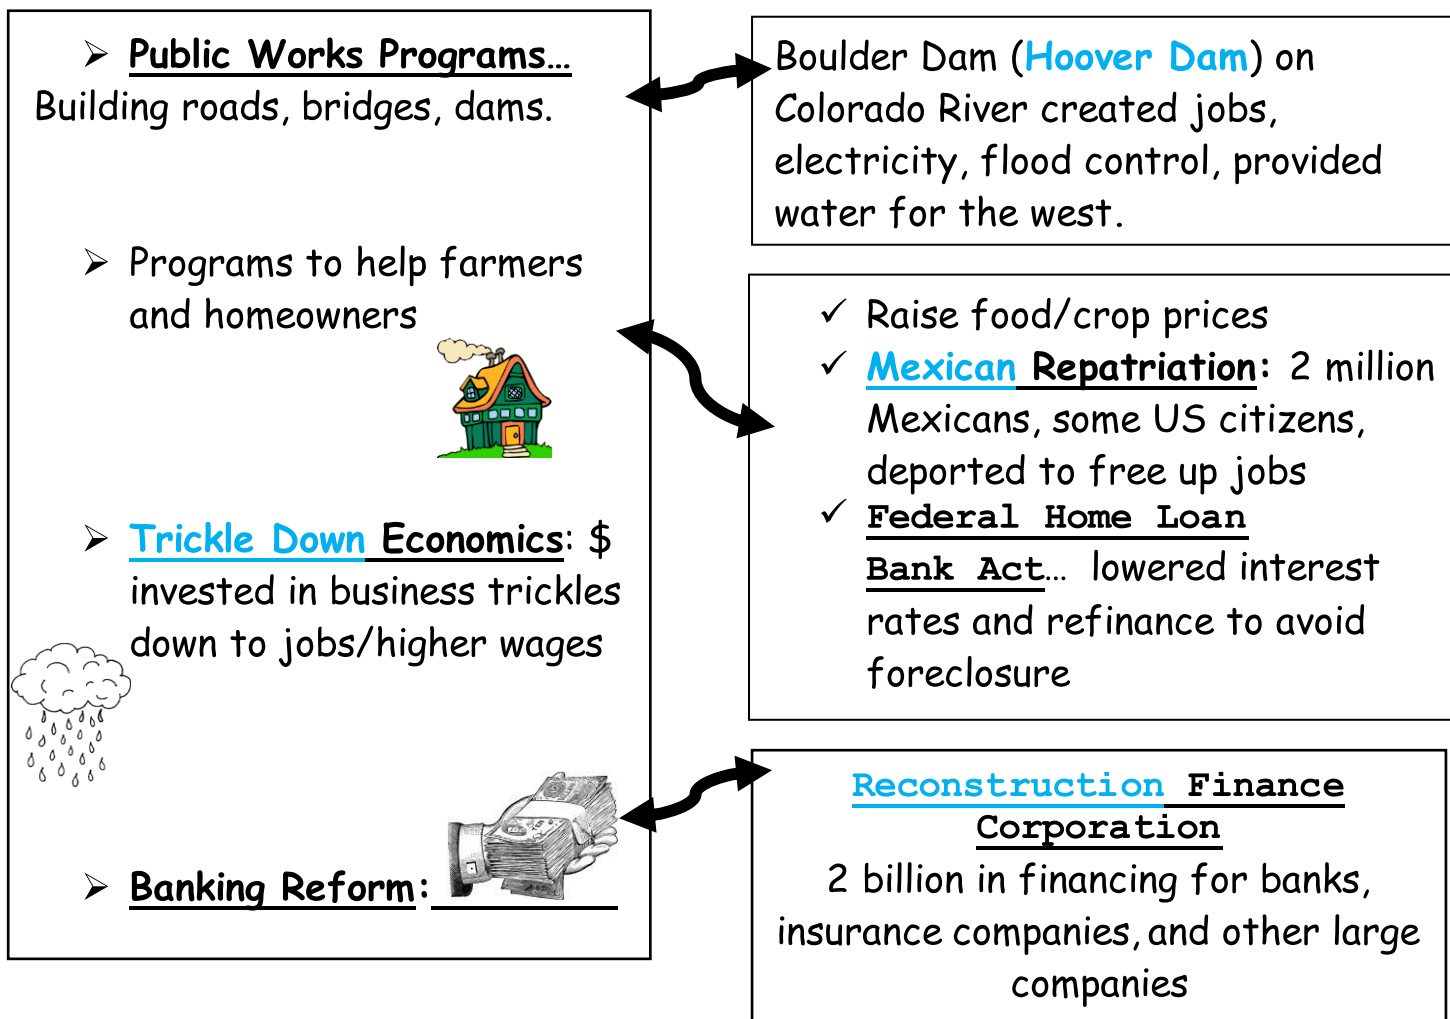 ➢ Public Works Programs…
Building roads, bridges, dams.
➢ Programs to help farmers
and homeowners
➢ Trickle Down Economics: $
invested in business trickles
down to jobs/higher wages
➢ Banking Reform:
Boulder Dam (Hoover Dam) on
Colorado River created jobs,
electricity, flood control, provided
water for the west.
✓ Raise food/crop prices
✓ Mexican Repatriation: 2 million
Mexicans, some US citizens,
deported to free up jobs
✓ Federal Home Loan
Bank Act… lowered interest
rates and refinance to avoid
foreclosure
Reconstruction Finance
Corporation
2 billion in financing for banks,
insurance companies, and other large
companies